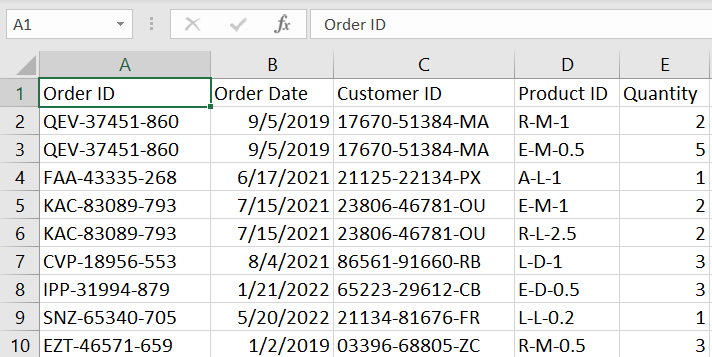 A1 fx Order ID
A B C D E
1 Order ID Order Date Customer ID Product ID Quantity
2 QEV-37451-860 9/5/2019 17670-51384-MA R-M-1 2
3 QEV-37451-860 9/5/2019 17670-51384-MA E-M-0.5 5
4 FAA-43335-268 6/17/2021 21125-22134-PX A-L-1 1
5 KAC-83089-793 7/15/2021 23806-46781-OU E-M-1 2
6 KAC-83089-793 7/15/2021 23806-46781-OU R-L-2.5 2
7 CVP-18956-553 8/4/2021 86561-91660-RB L-D-1 3
8 IPP-31994-879 1/21/2022 65223-29612-CB E-D-0.5 3
9 SNZ-65340-705 5/20/2022 21134-81676-FR L-L-0.2 1
10 EZT-46571-659 1/2/2019 03396-68805-ZC R-M-0.5 3